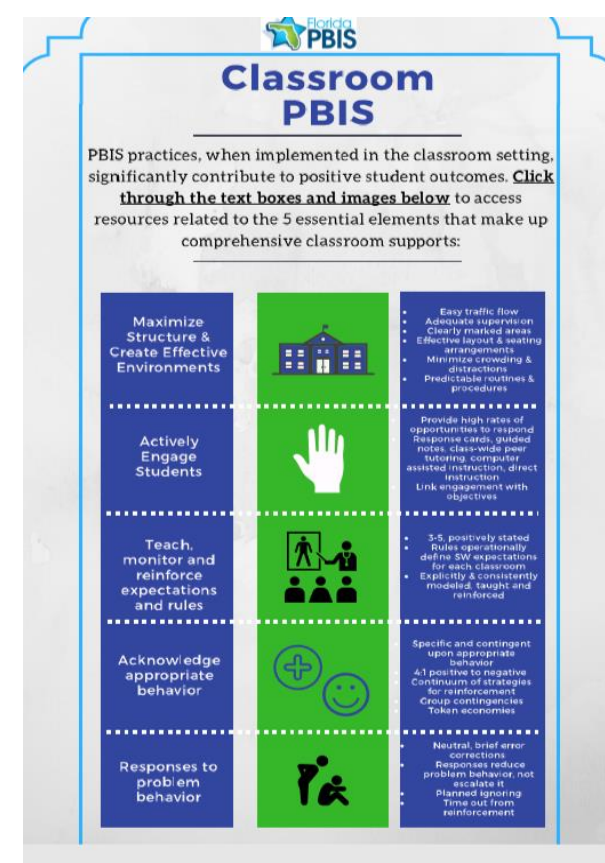 Florida
PBIS
Classroom
PBIS
PBIS practices, when implemented in the classroom setting,
significantly contribute to positive student outcomes. Click
through the text boxes and images below to access
resources related to the 5 essential elements that make up
comprehensive classroom supports:
Maximize
Structure &
Create Effective
Environments
• Easy traffic flow
• Adequate supervision
• Clearly marked areas
• Effective layout & seating
arrangements
• Minimize crowding &
distractions
• Predictable routines &
procedures
Actively
Engage
Students
• Provide high rates of
opportunities to respond
• Response cards, guided
notes, class-wide peer
tutoring, computer
assisted instruction, direct
instruction
• Link engagement with
objectives
Teach,
monitor and
reinforce
expectations
and rules
• 3-5, positively stated
• Rules operationally
define SW expectations
for each classroom
• Explicitly & consistently
modeled, taught and
reinforced
Acknowledge
appropriate
behavior
• Specific and contingent
upon appropriate
behavior
• 4:1 positive to negative
• Continuum of strategies
for reinforcement
• Group contingencies
• Token economies
Responses to
problem
behavior
• Neutral, brief error
corrections
• Responses reduce
problem behavior, not
escalate it
• Planned ignoring
• Time out from
reinforcement